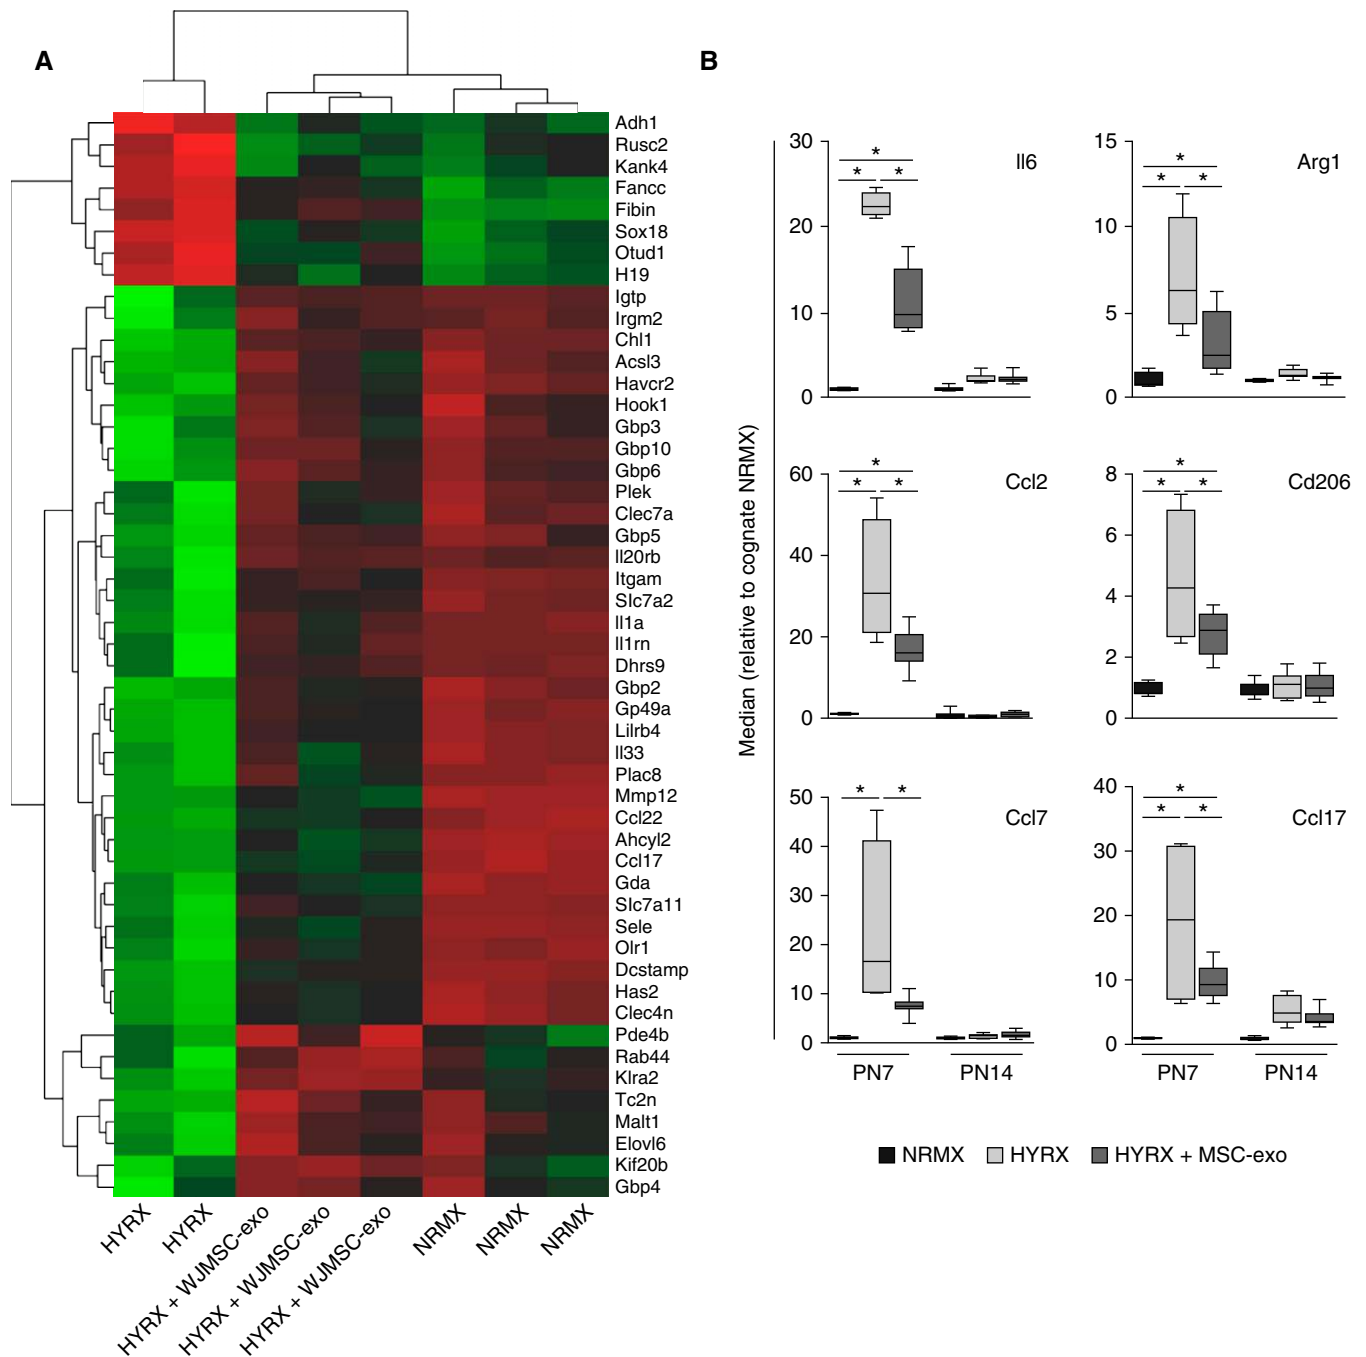 A
Adh1
Rusc2
Kank4
Fancc
Fibin
Sox18
Otud1
H19
Igtp
Irgm2
Chl1
Acsl3
Havcr2
Hook1
Gbp3
Gbp10
Gbp6
Plek
Clec7a
Gbp5
Il20rb
Itgam
Slc7a2
Il1a
Il1rn
Dhrs9
Gbp2
Gp49a
Lilrb4
Il33
Plac8
Mmp12
Ccl22
Ahcyl2
Ccl17
Gda
Slc7a11
Sele
Olr1
Dcstamp
Has2
Clec4n
Pde4b
Rab44
Klra2
Tc2n
Malt1
Elovl6
Kif20b
Gbp4
HYRX
HYRX
HYRX + WJMSC-exo
HYRX + WJMSC-exo
HYRX + WJMSC-exo
NRMX
NRMX
NRMX
B
Median (relative to cognate NRMX)
Il6
30
20
10
0
*
* *
Arg1
15
10
5
0
*
* *
Ccl2
60
40
20
0
*
* *
Cd206
8
6
4
2
0
*
* *
Ccl7
50
40
30
20
10
0
* *
PN7 PN14
Ccl17
40
30
20
10
0
*
* *
PN7 PN14
NRMX HYRX HYRX + MSC-exo